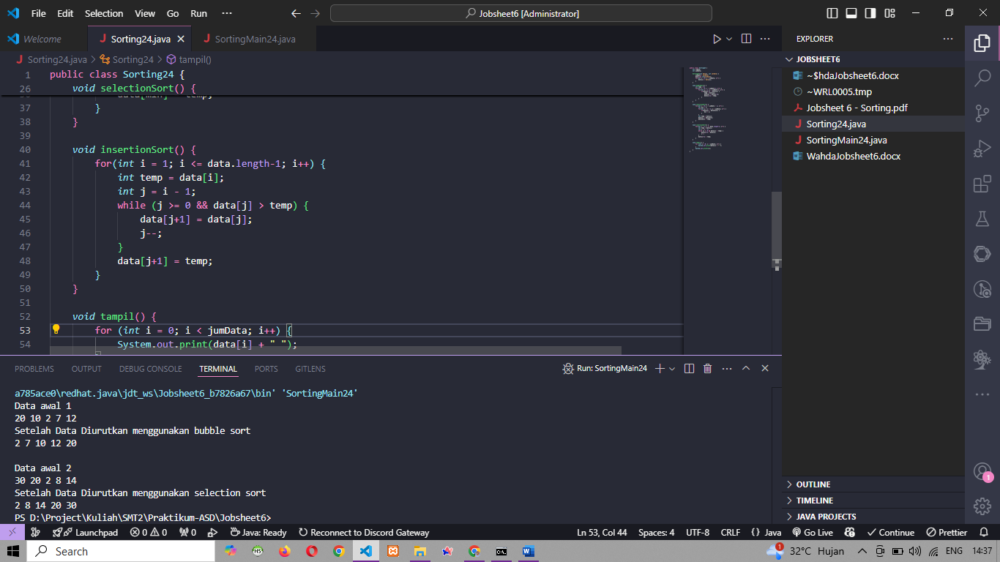 File Edit Selection View Go Run ··· Jobsheet6 [Administrator]
Welcome Sorting24.java SortingMain24.java
Sorting24.java > Sorting24 > tampil()
1 public class Sorting24 {
26 void selectionSort() {
37 }
38 }
39
40 void insertionSort() {
41 for(int i = 1; i <= data.length-1; i++) {
42 int temp = data[i];
43 int j = i - 1;
44 while (j >= 0 && data[j] > temp) {
45 data[j+1] = data[j];
46 j--;
47 }
48 data[j+1] = temp;
49 }
50 }
51
52 void tampil() {
53 for (int i = 0; i < jumData; i++) {
54 System.out.print(data[i] + " ");
PROBLEMS OUTPUT DEBUG CONSOLE TERMINAL PORTS GITLENS
Run: SortingMain24
a785ace0\redhat.java\jdt_ws\Jobsheet6_b7826a67\bin' 'SortingMain24'
Data awal 1
20 10 2 7 12
Setelah Data Diurutkan menggunakan bubble sort
2 7 10 12 20
Data awal 2
30 20 2 8 14
Setelah Data Diurutkan menggunakan selection sort
2 8 14 20 30
PS D:\Project\Kuliah\SMT2\Praktikum-ASD\Jobsheet6>
EXPLORER
JOBSHEET6
~$hdaJobsheet6.docx
~WRL0005.tmp
Jobsheet 6 - Sorting.pdf
Sorting24.java
SortingMain24.java
WahdaJobsheet6.docx
OUTLINE
TIMELINE
JAVA PROJECTS
1
Launchpad 0 0 0 Java: Ready Reconnect to Discord Gateway Ln 53, Col 44 Spaces: 4 UTF-8 CRLF {} Java Go Live Continue Prettier
Search 1 32°C Hujan ENG 14:37